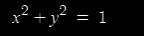 x² + y² = 1